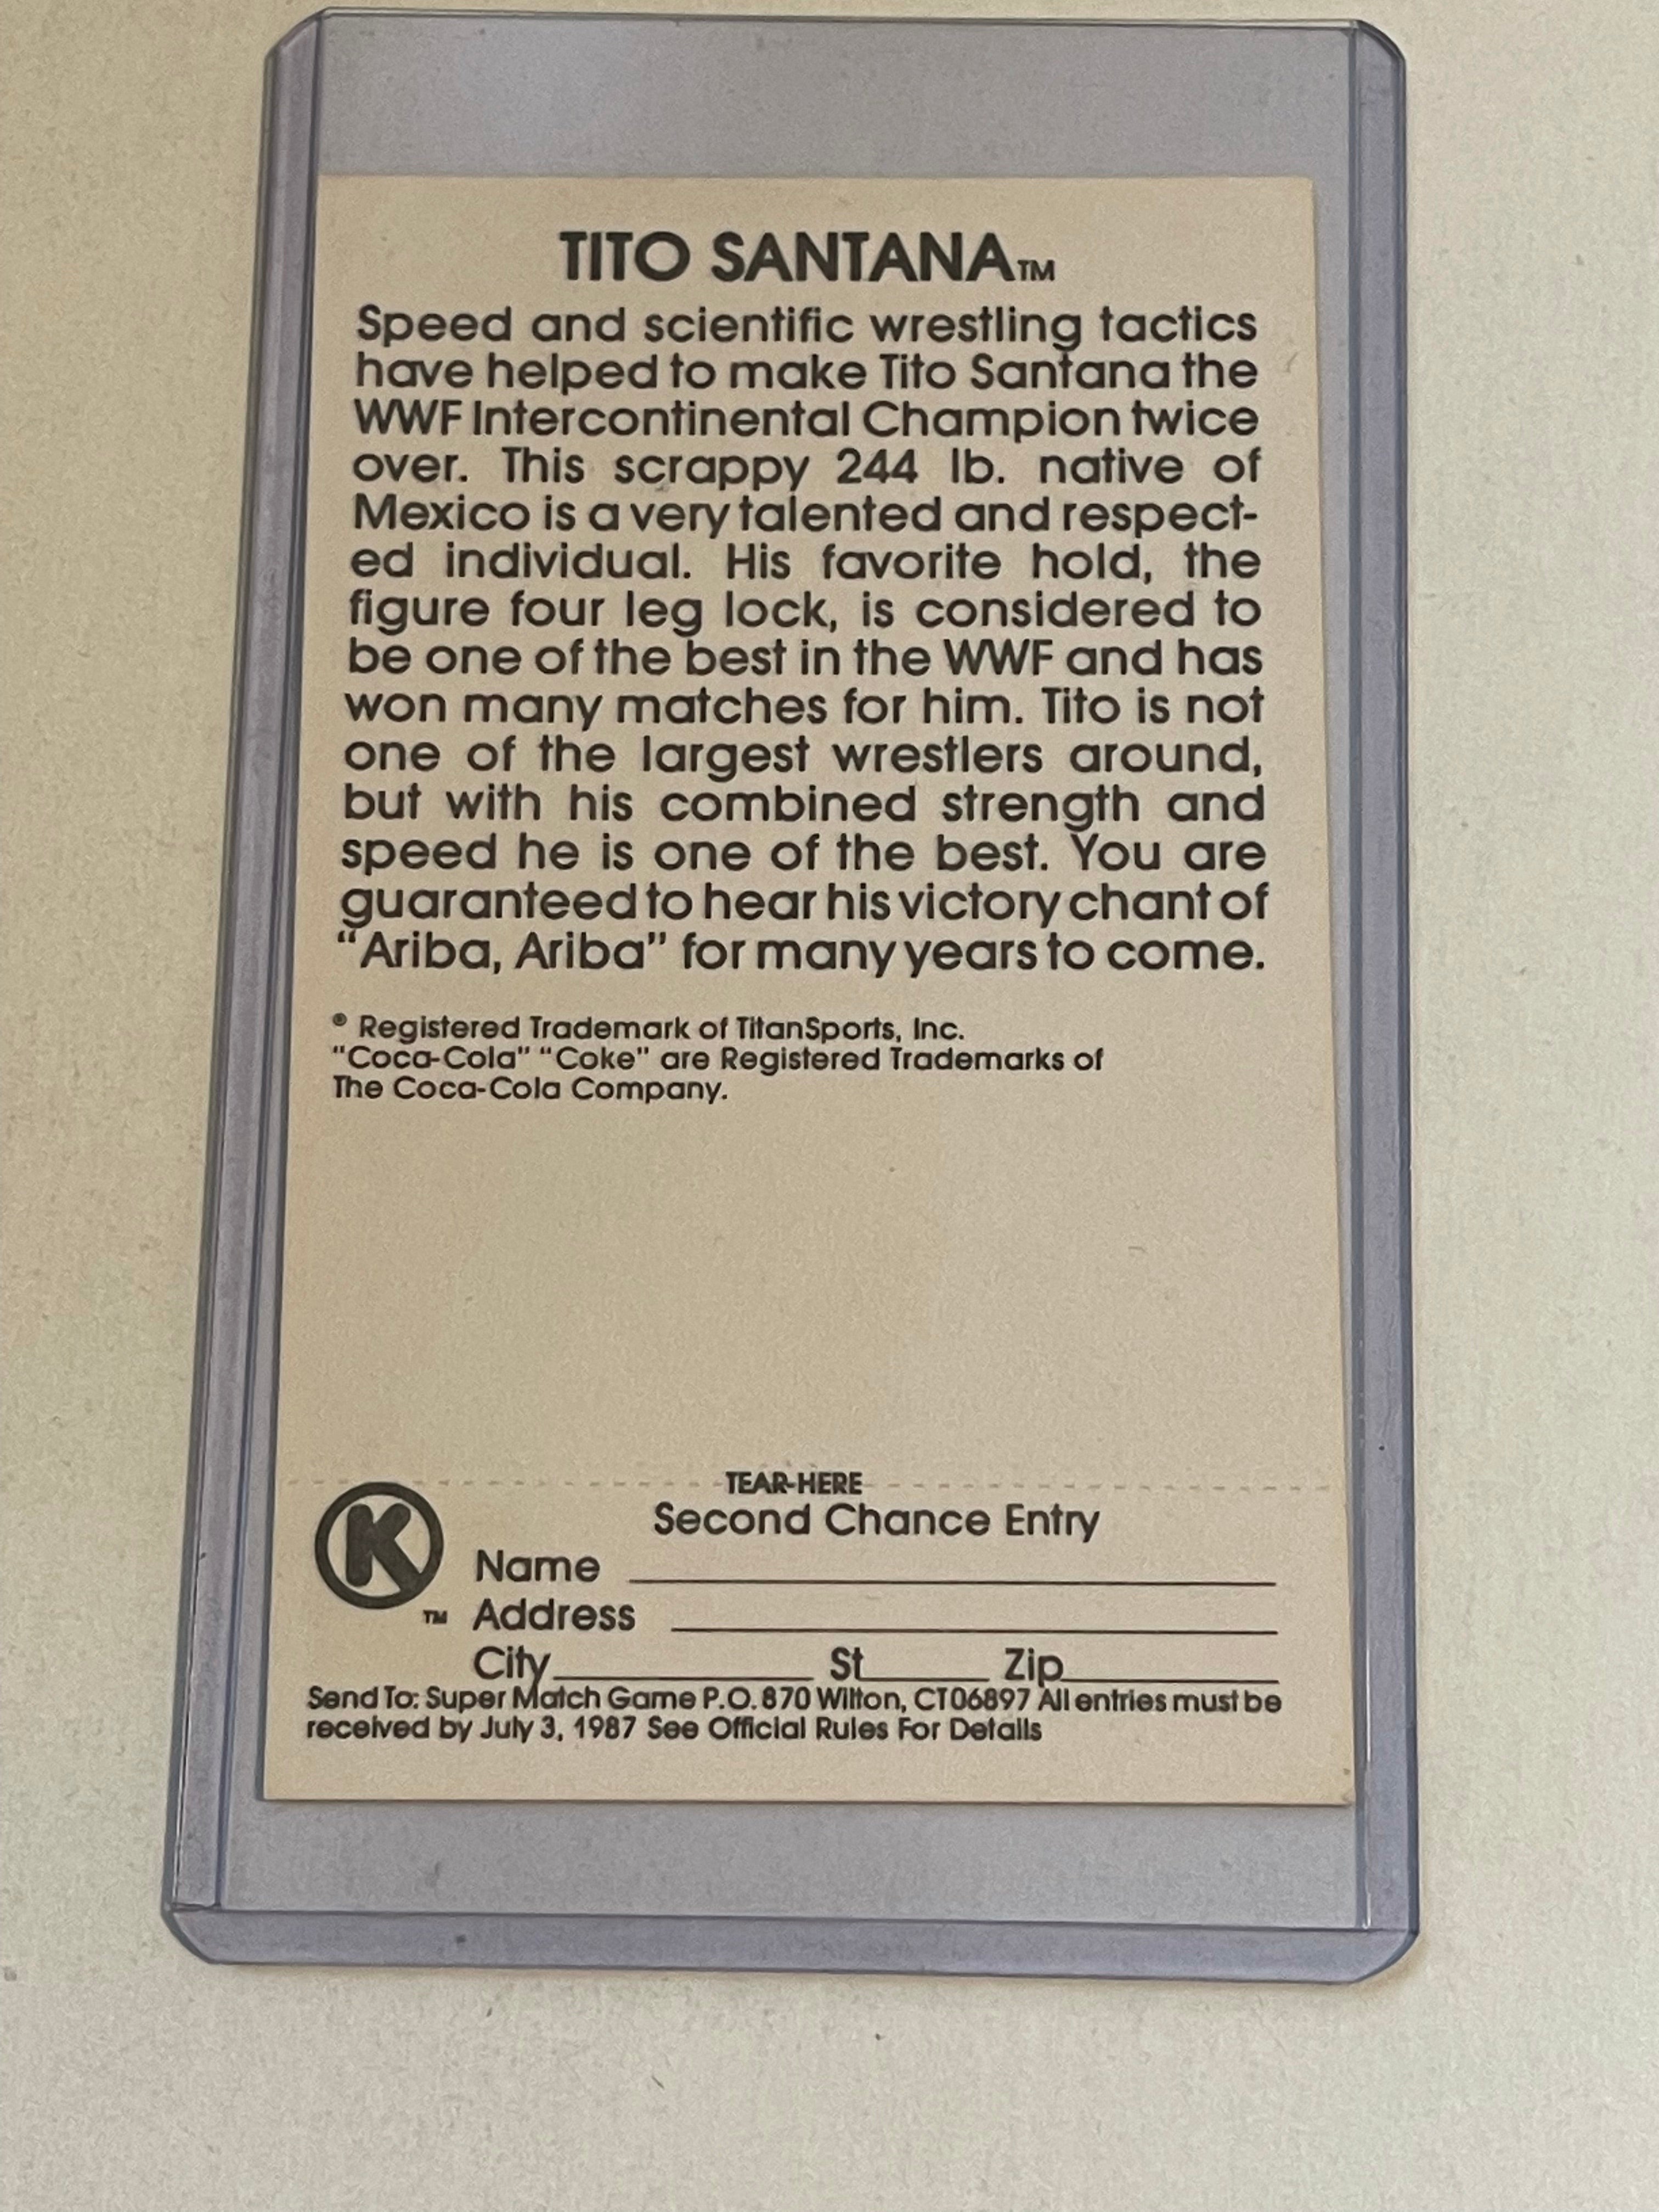 TITO SANTANA™
Speed and scientific wrestling tactics
have helped to make Tito Santana the
WWF Intercontinental Champion twice
over. This scrappy 244 lb. native of
Mexico is a very talented and respect-
ed individual. His favorite hold, the
figure four leg lock, is considered to
be one of the best in the WWF and has
won many matches for him. Tito is not
one of the largest wrestlers around,
but with his combined strength and
speed he is one of the best. You are
guaranteed to hear his victory chant of
“Ariba, Ariba” for many years to come.
® Registered Trademark of TitanSports, Inc.
“Coca-Cola” “Coke” are Registered Trademarks of
The Coca-Cola Company.
TEAR-HERE
Second Chance Entry
K™
Name
Address
City St Zip
Send To: Super Match Game P.O. 870 Wilton, CT 06897 All entries must be
received by July 3, 1987 See Official Rules For Details